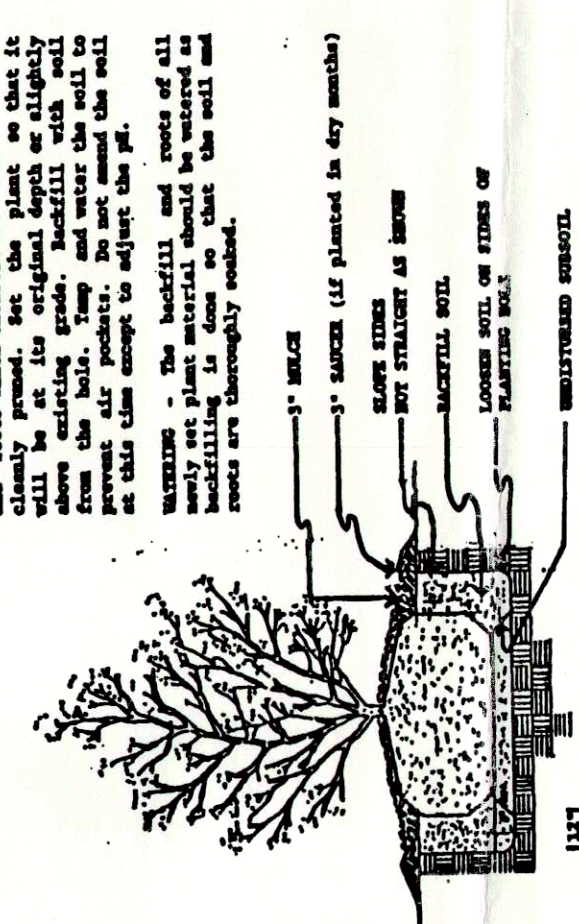 cleanly pruned. Set the plant so that it
will be at its original depth or slightly
above existing grade. Backfill with soil
from the hole. Tamp and water the soil to
prevent air pockets. Do not amend the soil
at this time except to adjust the pH.
WATERING - The backfill and roots of all
newly set plant material should be watered as
backfilling is done so that the soil and
roots are thoroughly soaked.
3" MULCH
3" SAUCER (if planted in dry months)
SLOPE SIDES
NOT STRAIGHT AS SHOWN
BACKFILL SOIL
LOOSEN SOIL ON SIDES OF
PLANTING HOLE
UNDISTURBED SUBSOIL